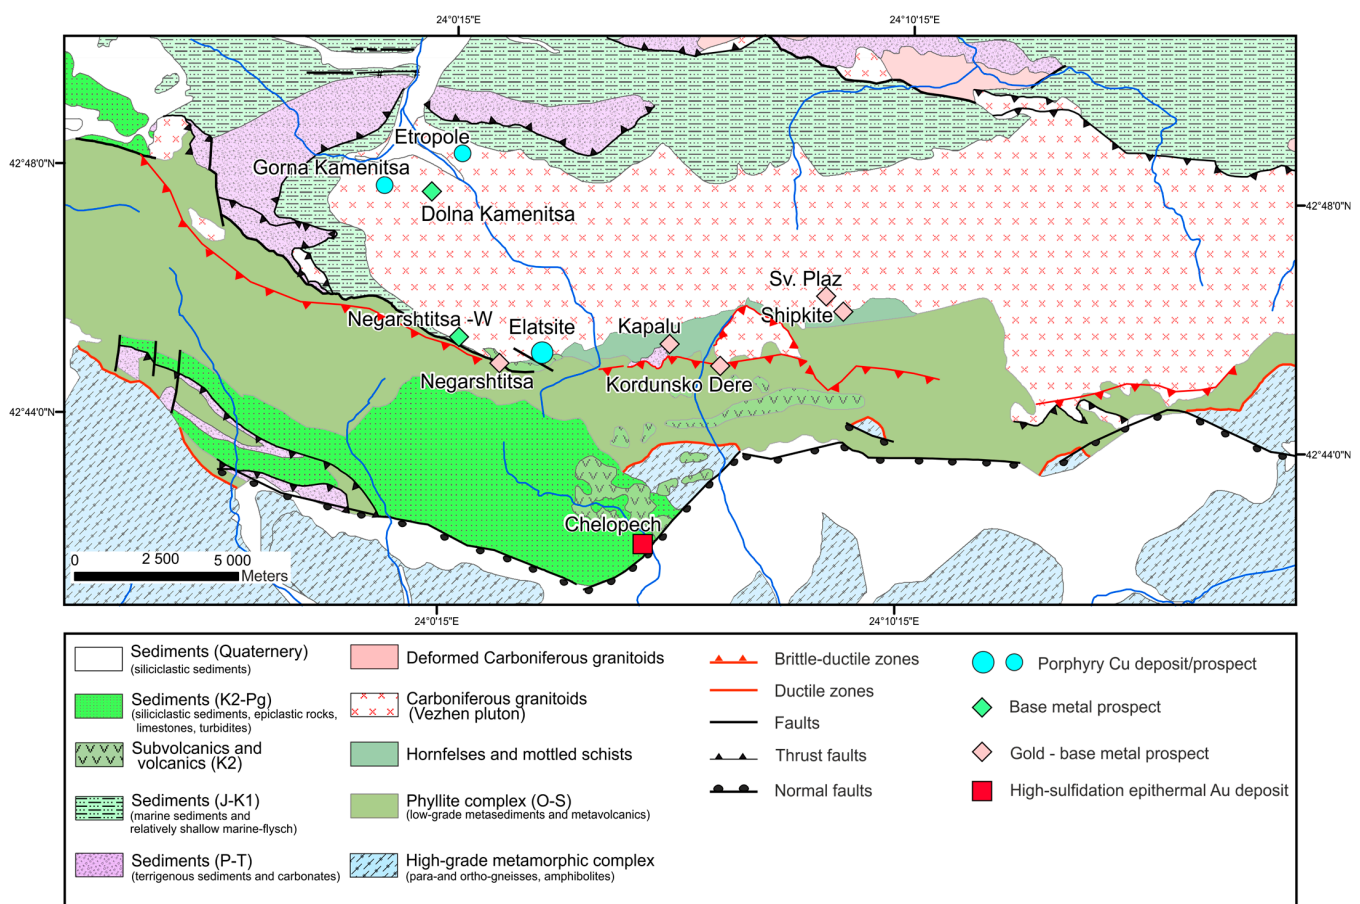 24°0'15"E
24°10'15"E
Etropole
42°48'0"N
Gorna Kamenitsa
42°48'0"N
Dolna Kamenitsa
Sv. Plaz
Shipkite
Negarshtitsa -W
Elatsite
Kapalu
Negarshtitsa
Kordunsko Dere
42°44'0"N
42°44'0"N
Chelopech
0
2 500
5 000
Meters
24°0'15"E
24°10'15"E
Sediments (Quaternery)
(siliciclastic sediments)
Sediments (K2-Pg)
(siliciclastic sediments, epiclastic rocks,
limestones, turbidites)
Subvolcanics and
volcanics (K2)
Sediments (J-K1)
(marine sediments and
relatively shallow marine-flysch)
Sediments (P-T)
(terrigenous sediments and carbonates)
Deformed Carboniferous granitoids
Carboniferous granitoids
(Vezhen pluton)
Hornfelses and mottled schists
Phyllite complex (O-S)
(low-grade metasediments and metavolcanics)
High-grade metamorphic complex
(para-and ortho-gneisses, amphibolites)
Brittle-ductile zones
Ductile zones
Faults
Thrust faults
Normal faults
Porphyry Cu deposit/prospect
Base metal prospect
Gold - base metal prospect
High-sulfidation epithermal Au deposit